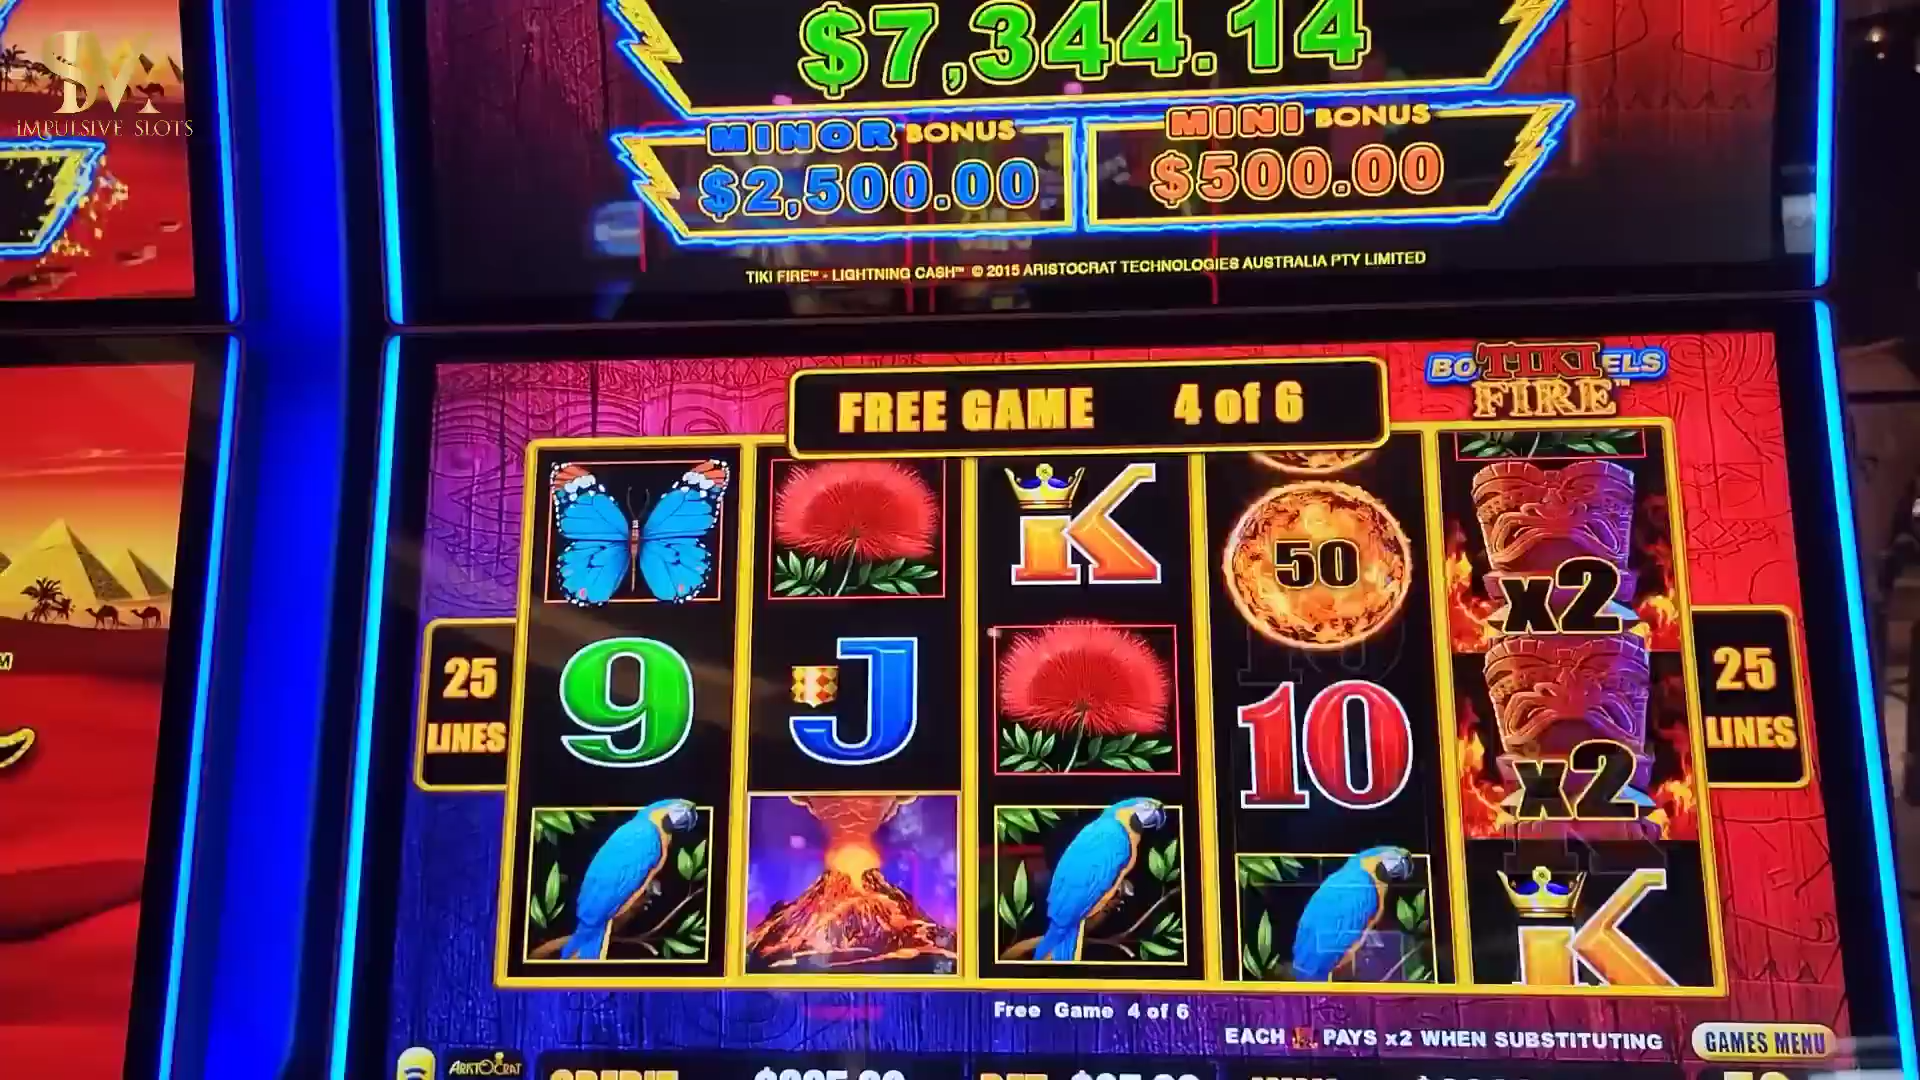 IMPULSIVE SLOTS
$7,344.14
MINOR BONUS
$2,500.00
MINI BONUS
$500.00
TIKI FIRE™ - LIGHTNING CASH™ © 2015 ARISTOCRAT TECHNOLOGIES AUSTRALIA PTY LIMITED
FREE GAME 4 of 6
TIKI
FIRE™
K
50
x2
25
LINES
9
J
10
x2
25
LINES
K
Free Game 4 of 6
EACH PAYS x2 WHEN SUBSTITUTING
GAMES MENU
ARISTOCRAT